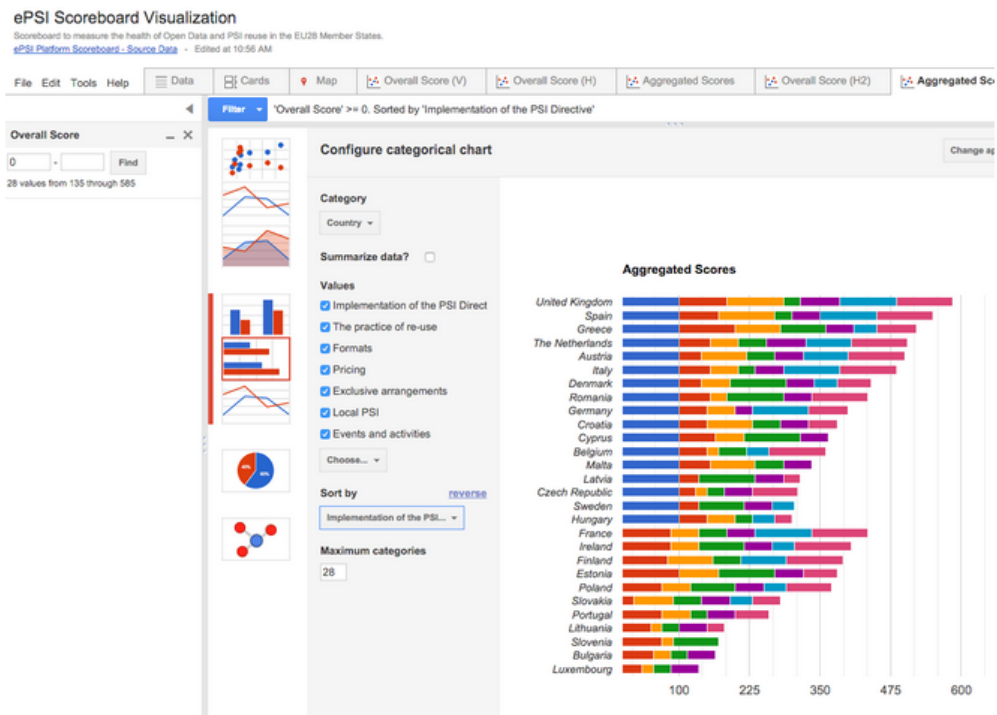 ePSI Scoreboard Visualization
Scoreboard to measure the health of Open Data and PSI reuse in the EU28 Member States.
ePSI Platform Scoreboard - Source Data - Edited at 10:56 AM
File Edit Tools Help Data Cards Map Overall Score (V) Overall Score (H) Aggregated Scores Overall Score (H2) Aggregated Sco
Filter 'Overall Score' >= 0. Sorted by 'Implementation of the PSI Directive'
Overall Score
0 - Find
28 values from 135 through 585
Configure categorical chart
Change ap
Category
Country
Summarize data?
Values
Implementation of the PSI Direct
The practice of re-use
Formats
Pricing
Exclusive arrangements
Local PSI
Events and activities
Choose...
Sort by reverse
Implementation of the PSI...
Maximum categories
28
40%
60%
Aggregated Scores
United Kingdom
Spain
Greece
The Netherlands
Austria
Italy
Denmark
Romania
Germany
Croatia
Cyprus
Belgium
Malta
Latvia
Czech Republic
Sweden
Hungary
France
Ireland
Finland
Estonia
Poland
Slovakia
Portugal
Lithuania
Slovenia
Bulgaria
Luxembourg
100 225 350 475 600